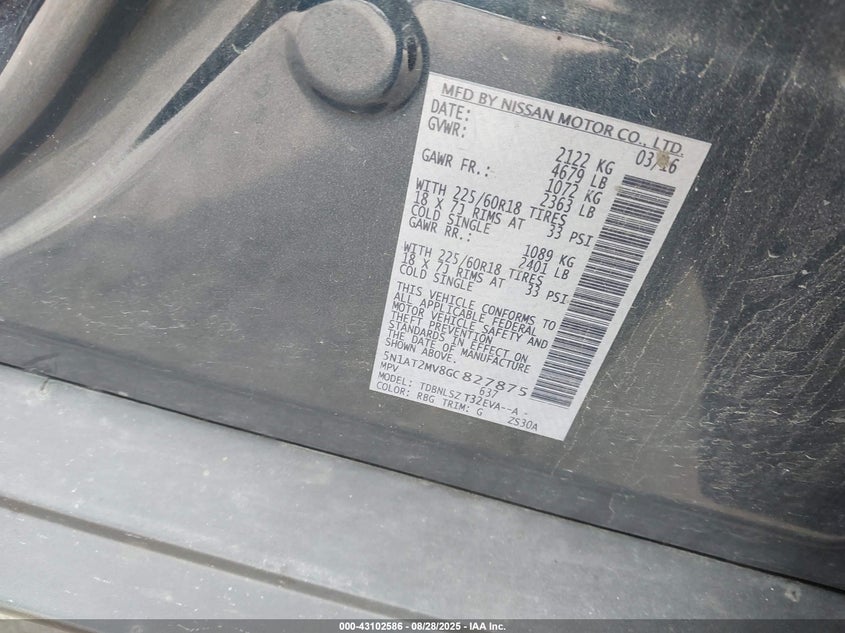 MFD BY NISSAN MOTOR CO., LTD.
DATE: 03/16
GVWR: 2122 KG
4679 LB
GAWR FR.: 1072 KG
2363 LB
WITH 225/60R18 TIRES
18 X 7J RIMS AT 33 PSI
COLD SINGLE
GAWR RR.: 1089 KG
2401 LB
WITH 225/60R18 TIRES
18 X 7J RIMS AT 33 PSI
COLD SINGLE
THIS VEHICLE CONFORMS TO
ALL APPLICABLE FEDERAL
MOTOR VEHICLE SAFETY AND
THEFT PREVENTION
STANDARDS IN EFFECT ON
THE DATE OF MANUFACTURE
SHOWN ABOVE.
5N1AT2MV8GC827875
MPV 637
MODEL: TDBNLSZ T32EVA--A -
COLOR: RBG TRIM: G ZS30A
000-43102586 - 08/28/2025 - IAA Inc.